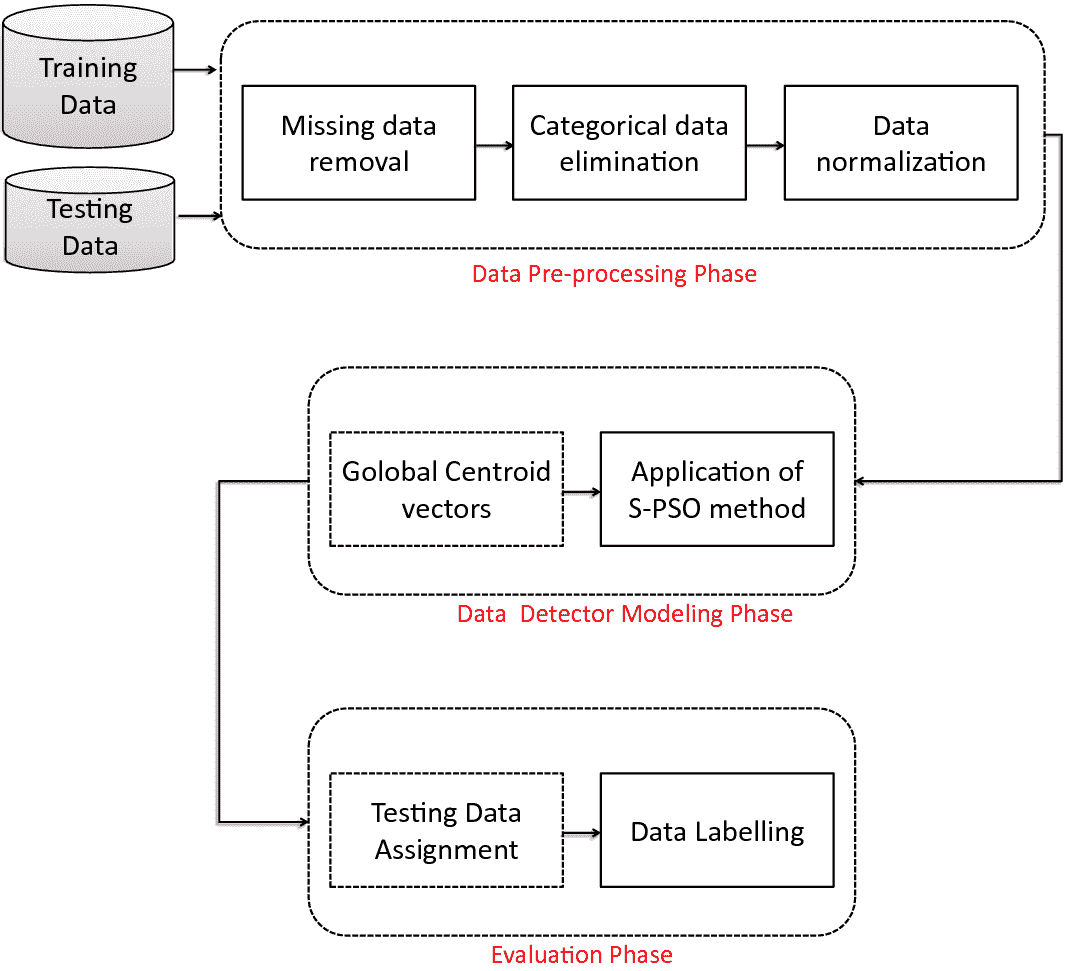 Training
Data
Testing
Data
Missing data
removal
Categorical data
elimination
Data
normalization
Data Pre-processing Phase
Golobal Centroid
vectors
Application of
S-PSO method
Data  Detector Modeling Phase
Testing Data
Assignment
Data Labelling
Evaluation Phase